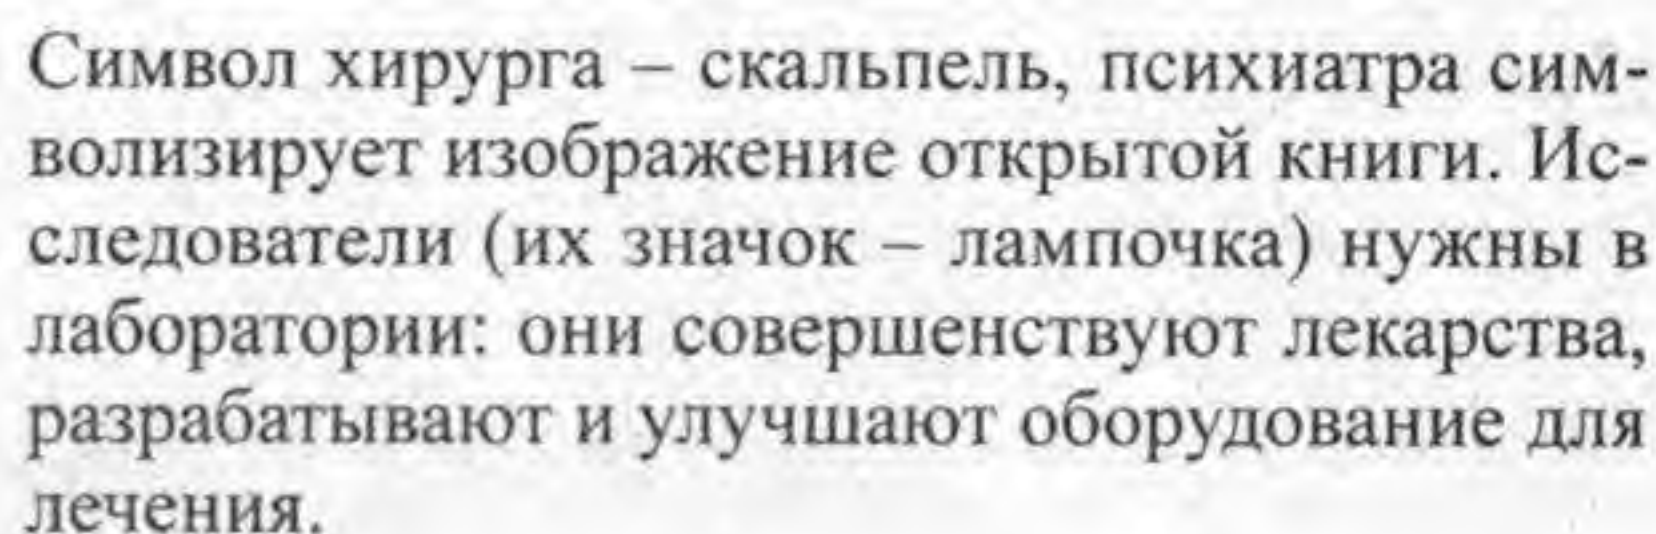 Символ хирурга – скальпель, психиатра сим-
волизирует изображение открытой книги. Ис-
следователи (их значок – лампочка) нужны в
лаборатории: они совершенствуют лекарства,
разрабатывают и улучшают оборудование для
лечения.